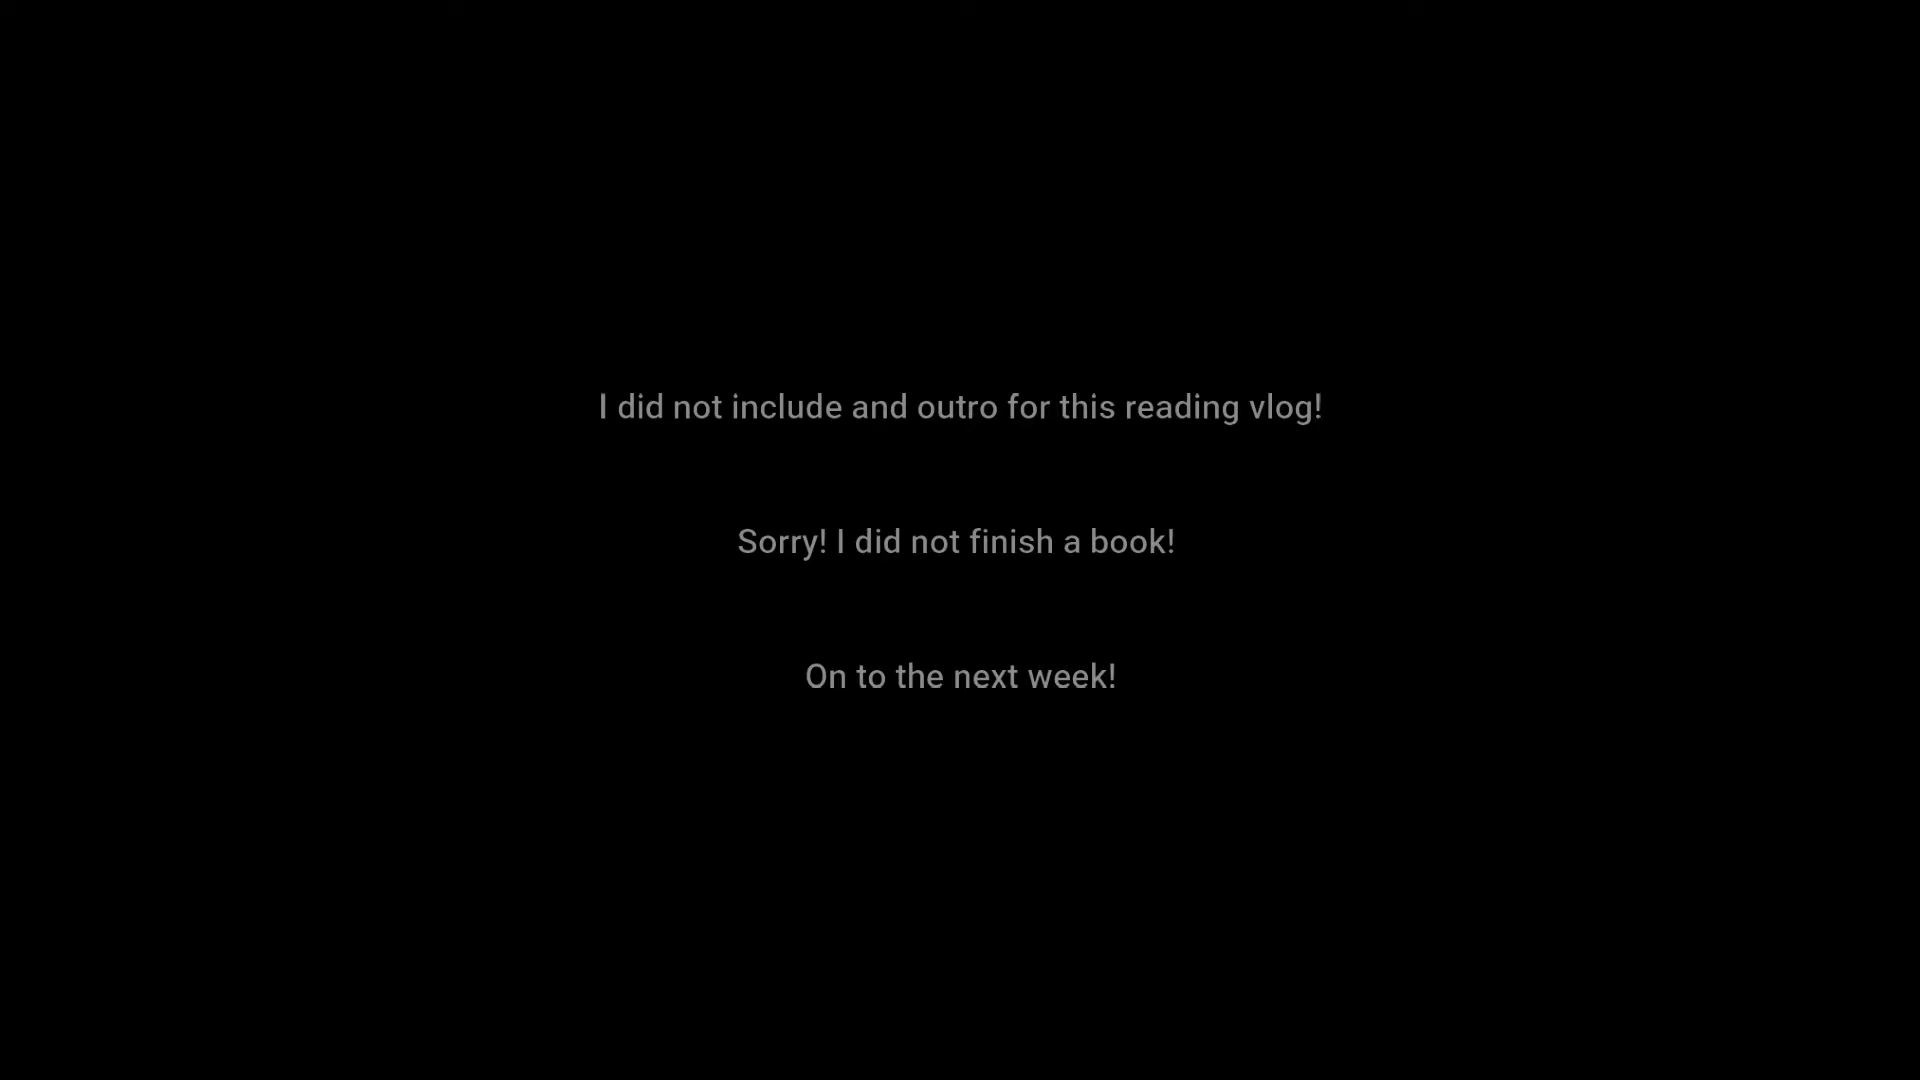 I did not include and outro for this reading vlog!
Sorry! I did not finish a book!
On to the next week!